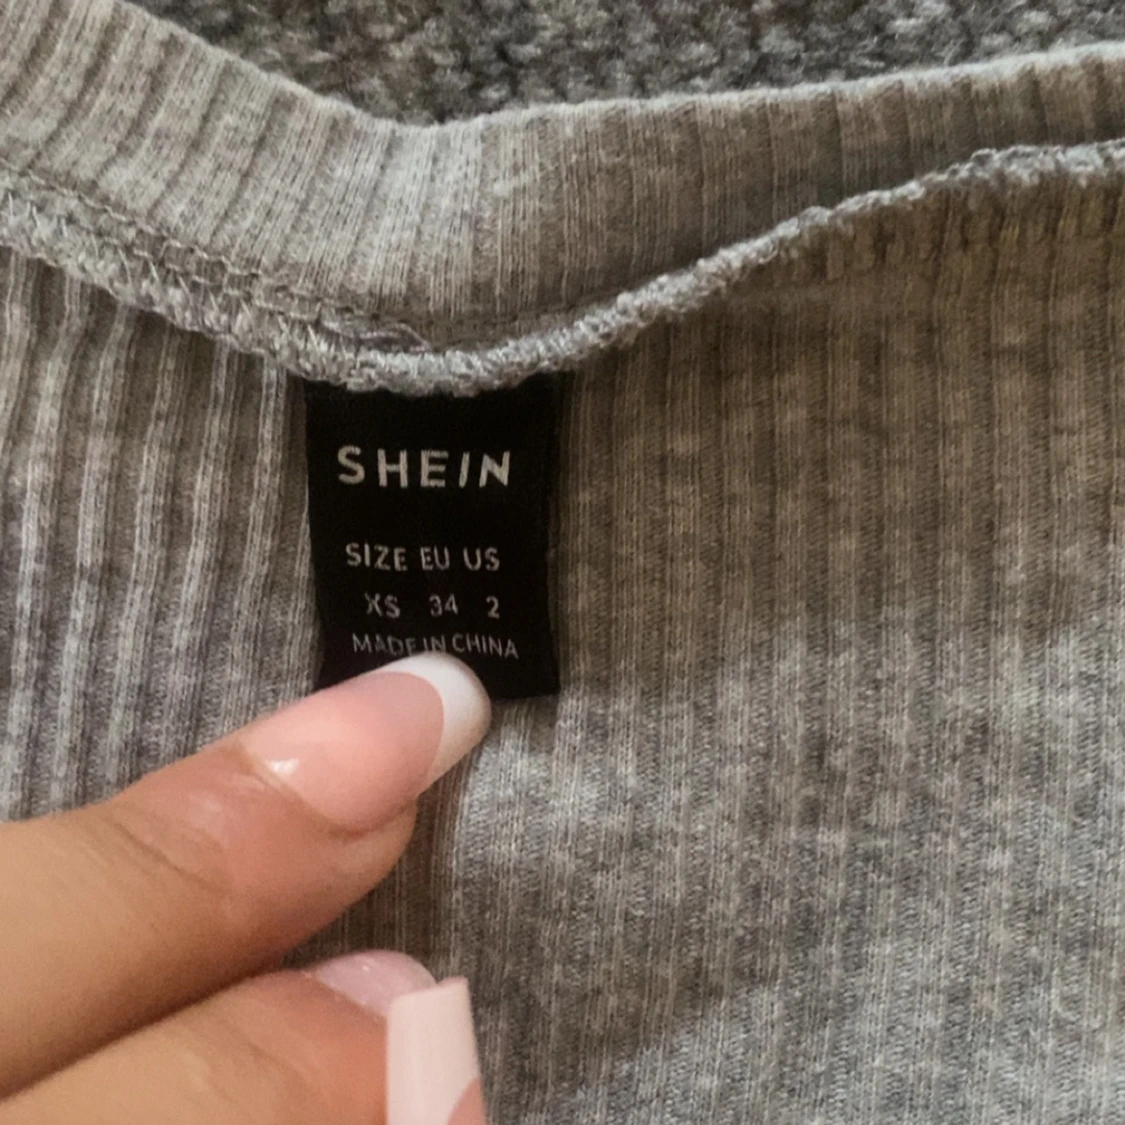 SHEIN
SIZE EU US
XS 34 2
MADE IN CHINA